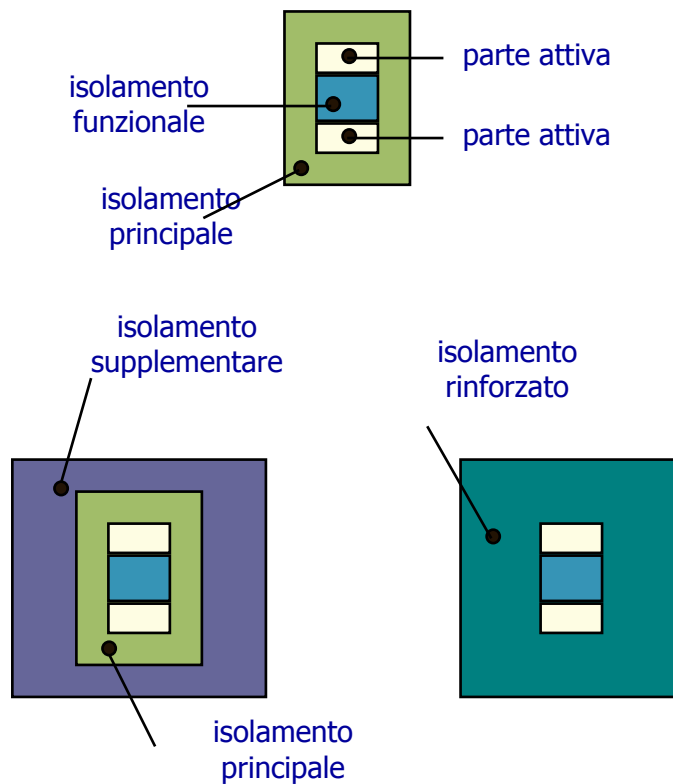 parte attiva
isolamento
funzionale
parte attiva
isolamento
principale
isolamento
supplementare
isolamento
rinforzato
isolamento
principale